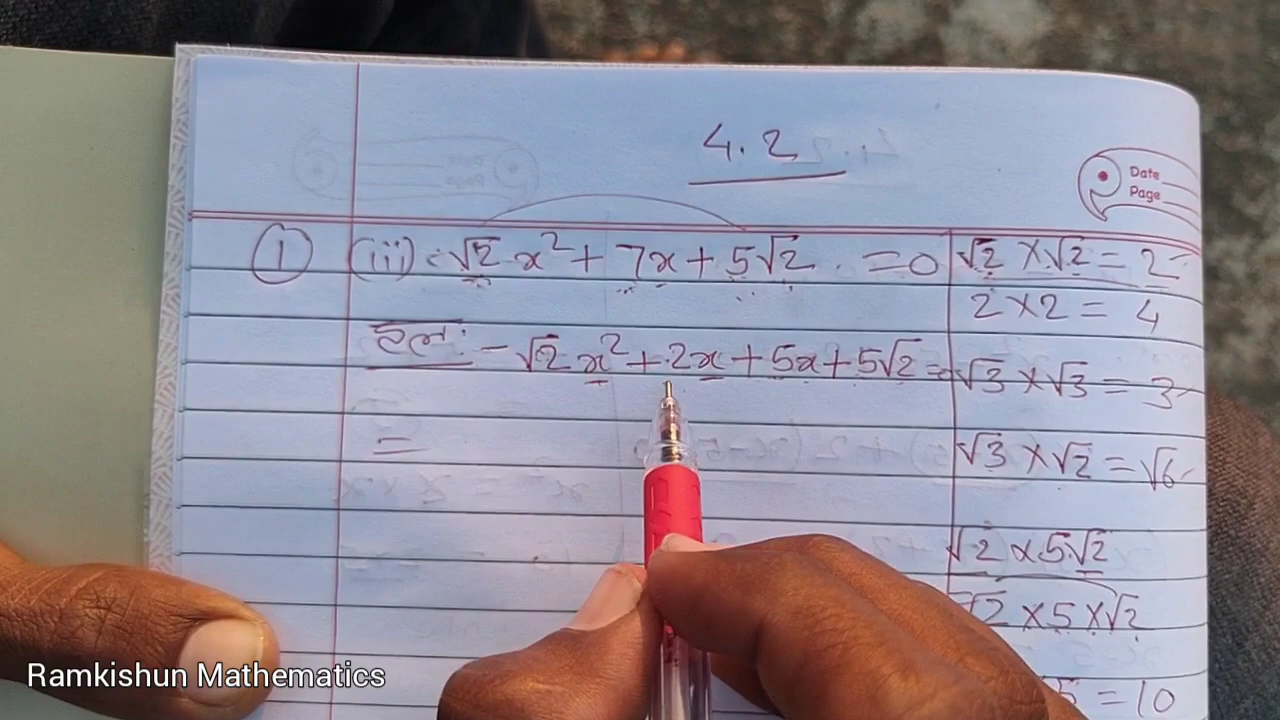 4.2
Date
Page
① (iii) :- √2 x² + 7x + 5√2 = 0
हल :- √2 x² + 2x + 5x + 5√2 =
=
√2 × √2 = 2
2 × 2 = 4
√3 × √3 = 3
√3 × √2 = √6
√2 × 5√2
√2 × 5 × √2
5 = 10
Ramkishun Mathematics